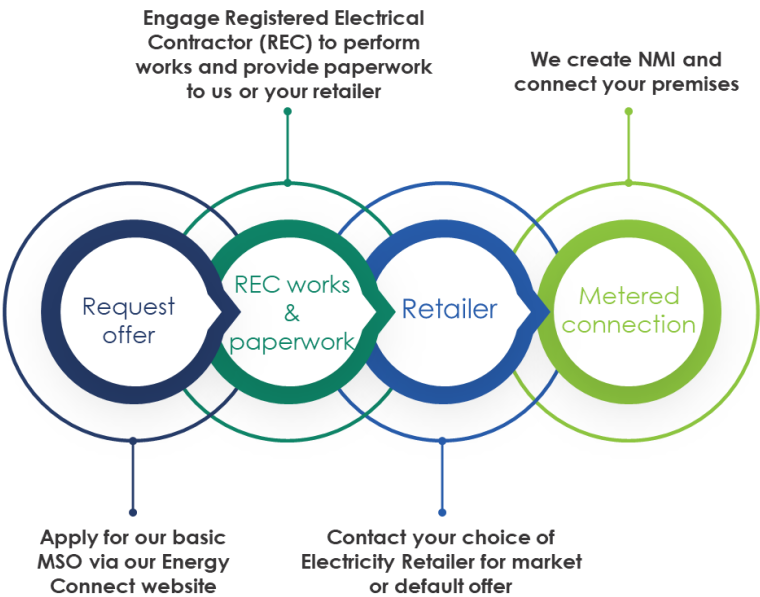 Engage Registered Electrical
Contractor (REC) to perform
works and provide paperwork
to us or your retailer
We create NMI and
connect your premises
Request
offer
REC works
&
paperwork
Retailer
Metered
connection
Apply for our basic
MSO via our Energy
Connect website
Contact your choice of
Electricity Retailer for market
or default offer